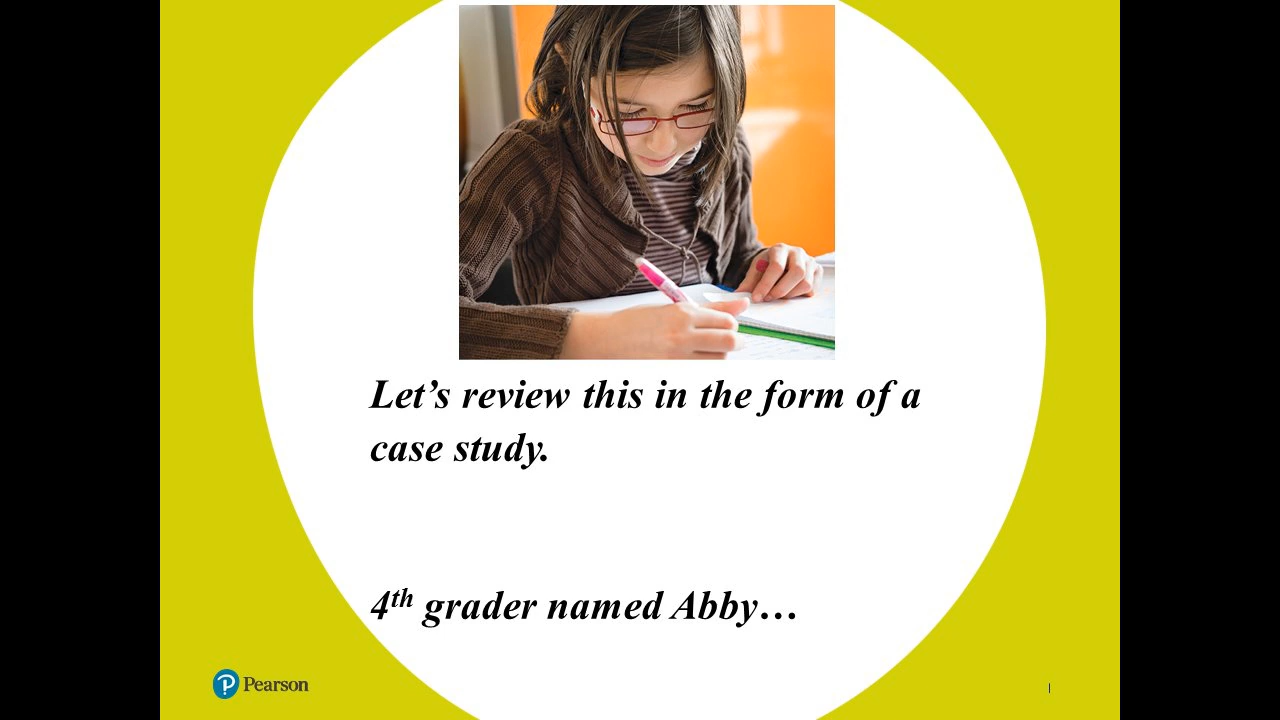 Let’s review this in the form of a
case study.
4th grader named Abby…
Pearson